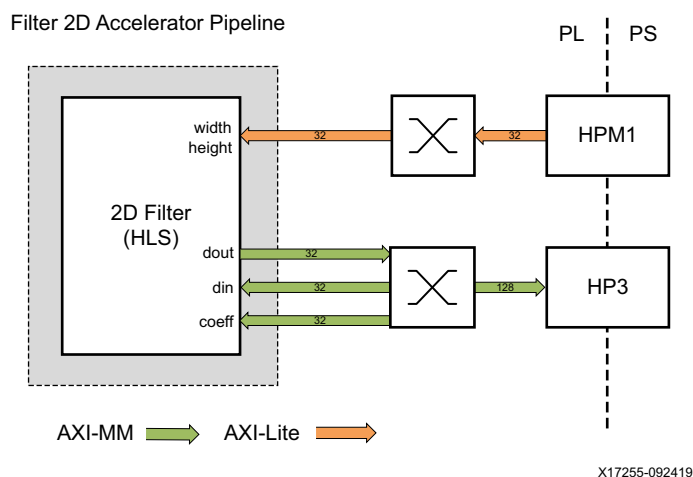 Filter 2D Accelerator Pipeline
PL
PS
width
height
32
32
HPM1
2D Filter
(HLS)
dout
32
din
32
128
HP3
coeff
32
AXI-MM
AXI-Lite
X17255-092419